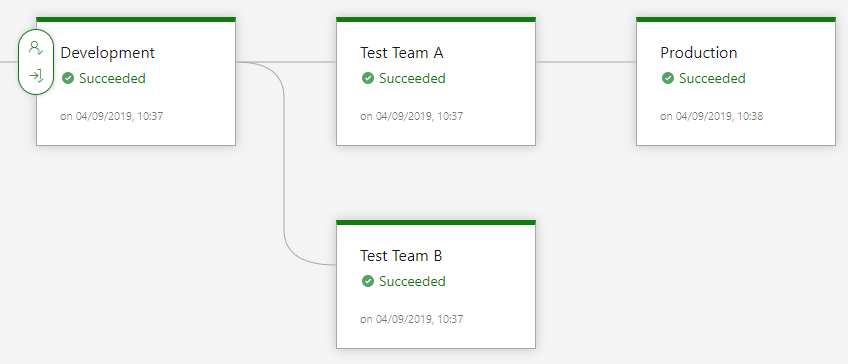 Development
Succeeded
on 04/09/2019, 10:37
Test Team A
Succeeded
on 04/09/2019, 10:37
Production
Succeeded
on 04/09/2019, 10:38
Test Team B
Succeeded
on 04/09/2019, 10:37